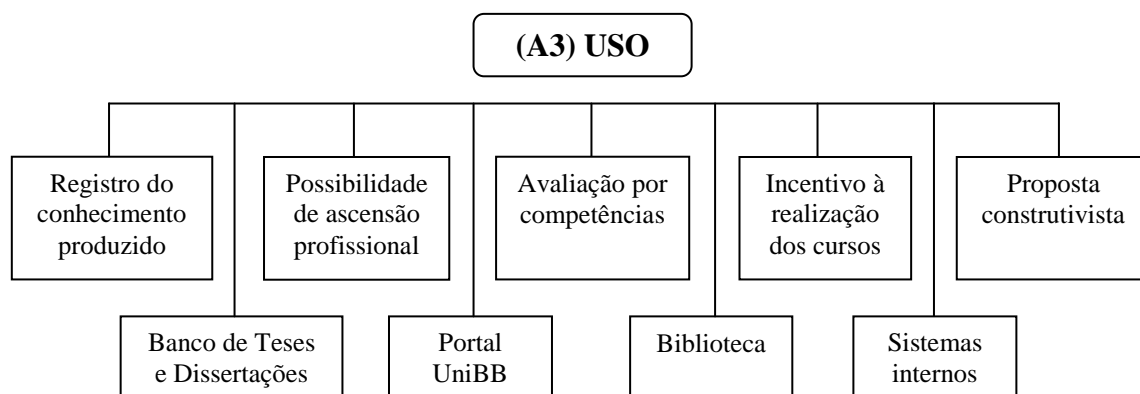 (A3) USO
Registro do
conhecimento
produzido
Possibilidade
de ascensão
profissional
Avaliação por
competências
Incentivo à
realização
dos cursos
Proposta
construtivista
Banco de Teses
e Dissertações
Portal
UniBB
Biblioteca
Sistemas
internos